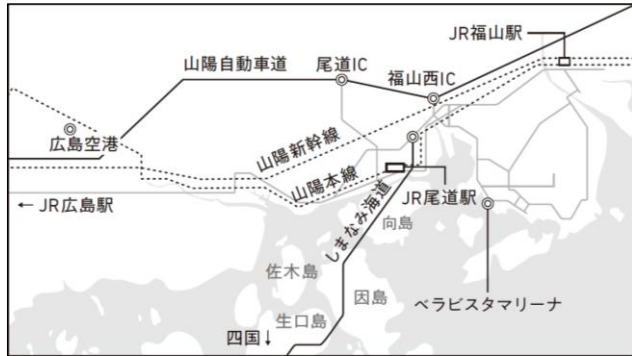 JR福山駅
山陽自動車道
尾道IC
福山西IC
広島空港
山陽新幹線
山陽本線
← JR広島駅
JR尾道駅
しまなみ海道
向島
佐木島
因島
ベラビスタマリーナ
生口島
四国↓